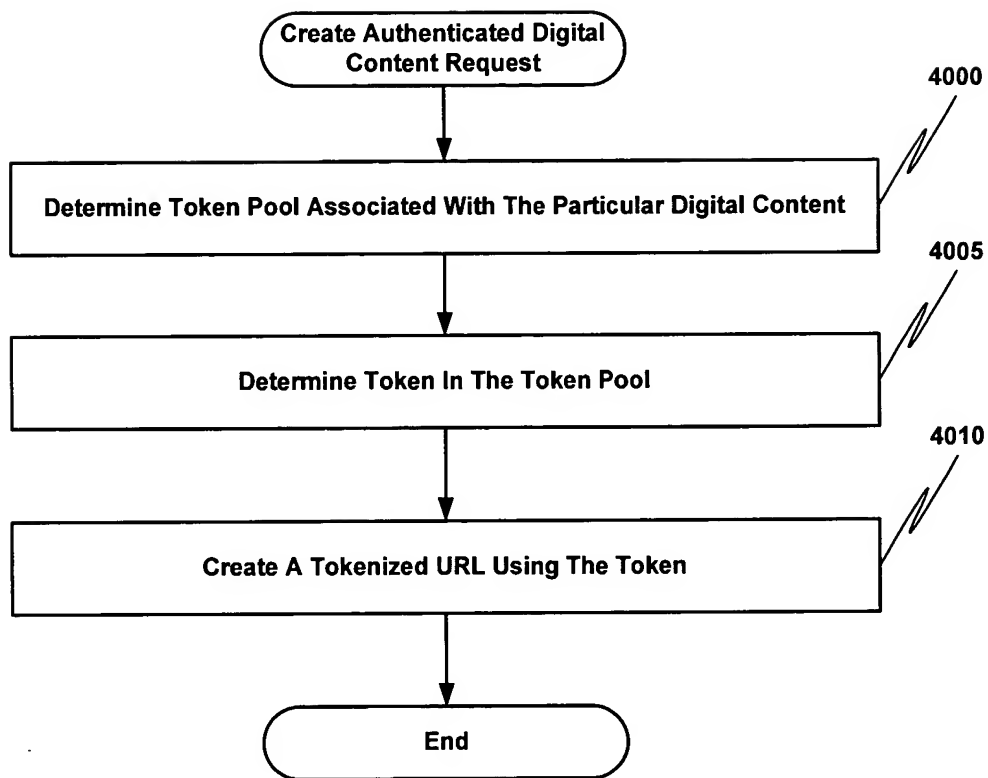 Create Authenticated Digital
Content Request
4000
Determine Token Pool Associated With The Particular Digital Content
4005
Determine Token In The Token Pool
4010
Create A Tokenized URL Using The Token
End